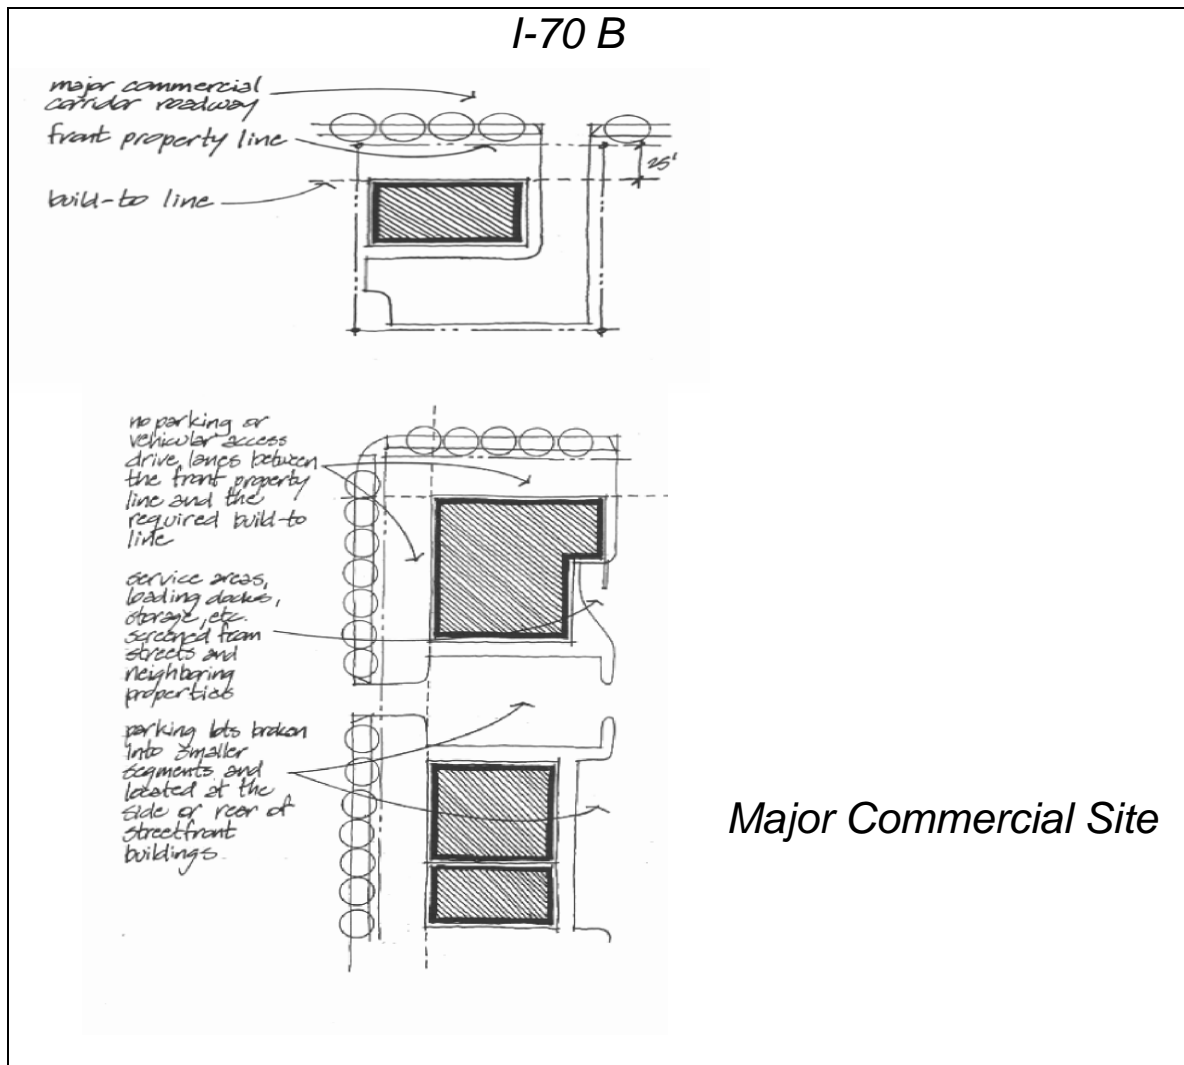 I-70 B
major commercial
corridor roadway
front property line
25'
build-to line
no parking or
vehicular access
drive lanes between
the front property
line and the
required build-to
line
service areas,
loading docks,
storage, etc.
screened from
streets and
neighboring
properties
parking lots broken
into smaller
segments and
located at the
side or rear of
streetfront
buildings.
Major Commercial Site